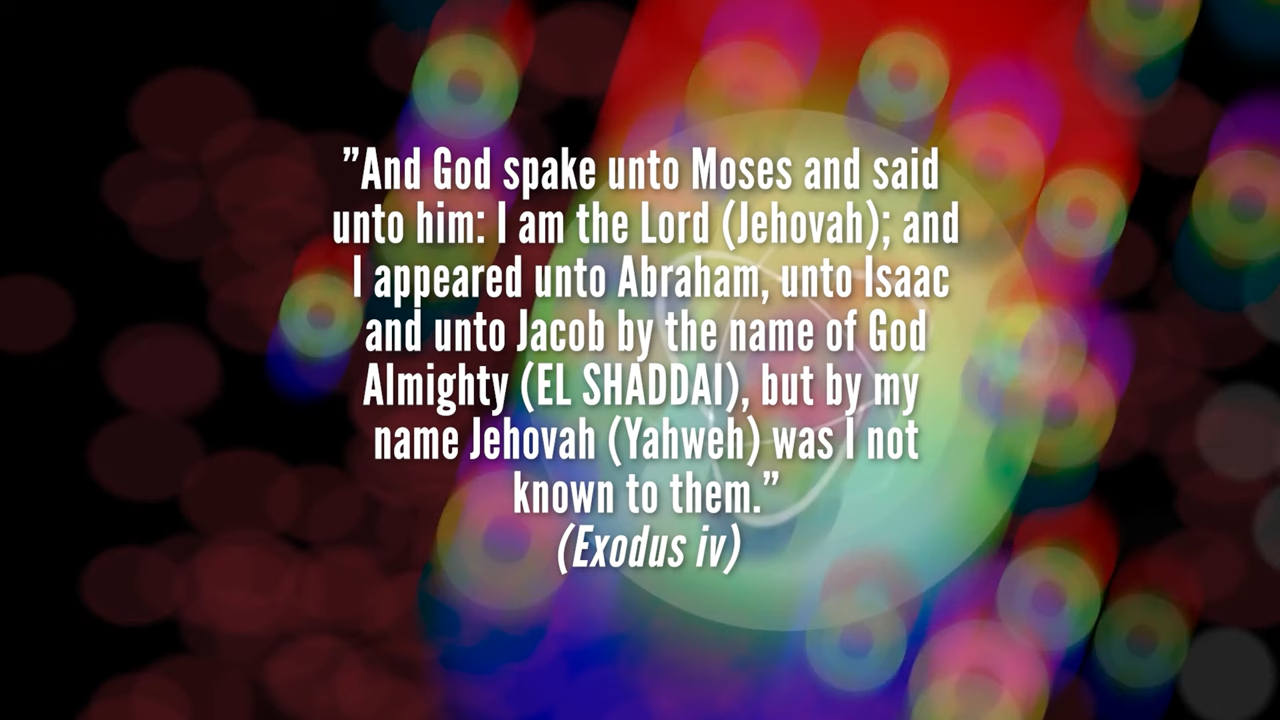 ”And God spake unto Moses and said
unto him: I am the Lord (Jehovah); and
I appeared unto Abraham, unto Isaac
and unto Jacob by the name of God
Almighty (EL SHADDAI), but by my
name Jehovah (Yahweh) was I not
known to them.”
(Exodus iv)